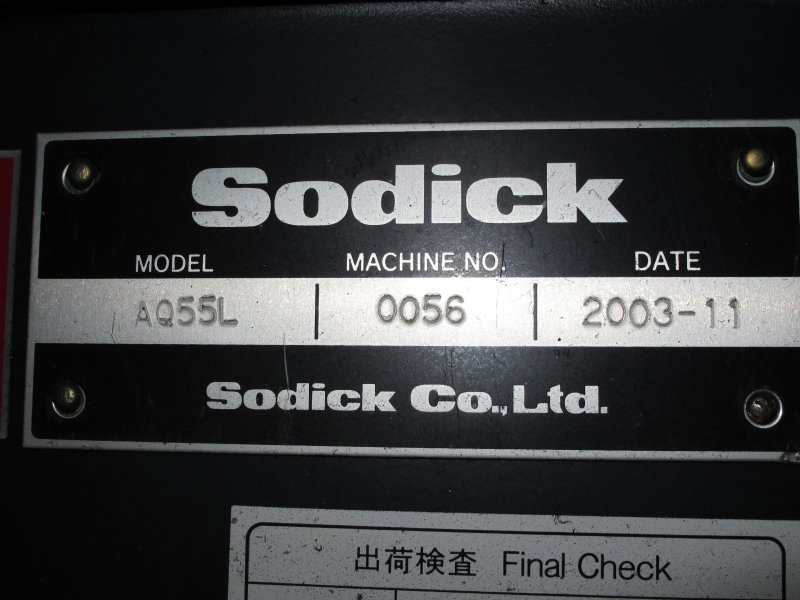 Sodick
MODEL MACHINE NO. DATE
AQ55L 0056 2003-11
Sodick Co.,Ltd.
出荷検査 Final Check